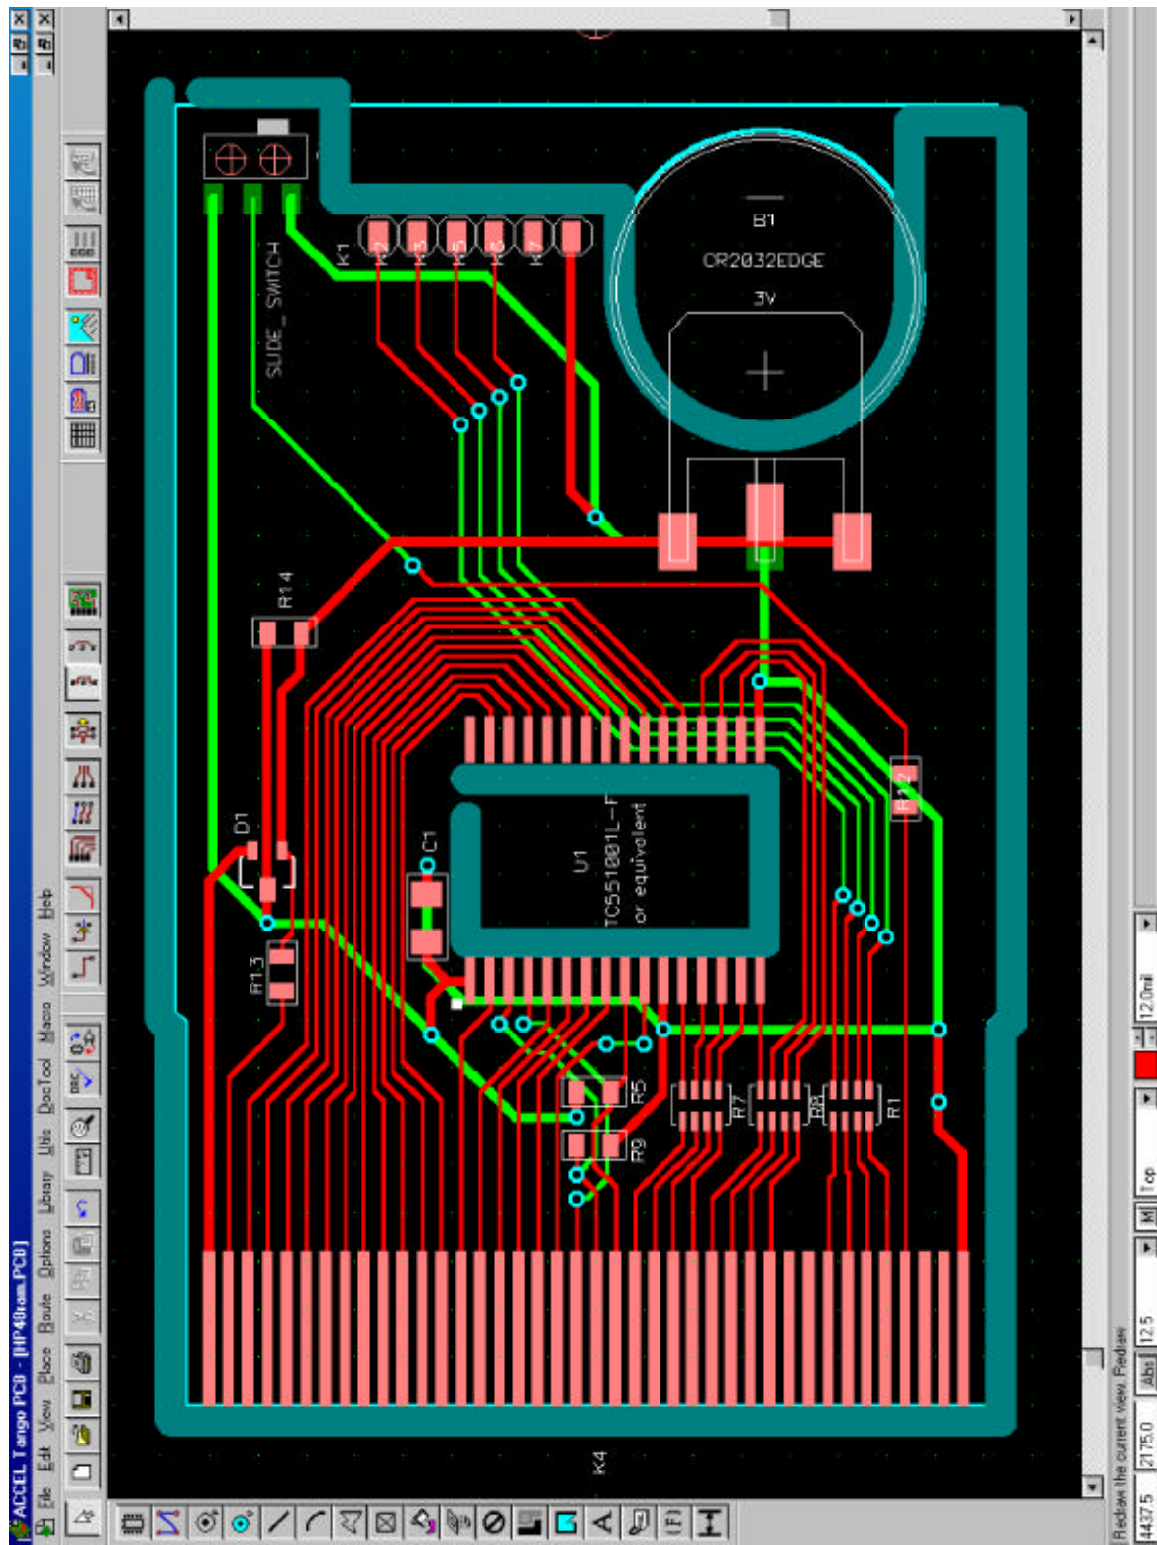 ACCEL Tango PCB - [HP48ram.PCB]
File Edit View Place Route Options Library Utils DocTool Macro Window Help
DRC
SLIDE_SWITCH
K1
K2
K3
K5
K6
K7
B1
CR2032EDGE
3V
R14
D1
R13
C1
U1
TC551001L-F
or equivalent
R12
R5
R9
R7
R8
R1
K4
A
{F}
Redraw the current view. Redraw
4437.5 2175.0 Abs 12.5 M Top 12.0mil